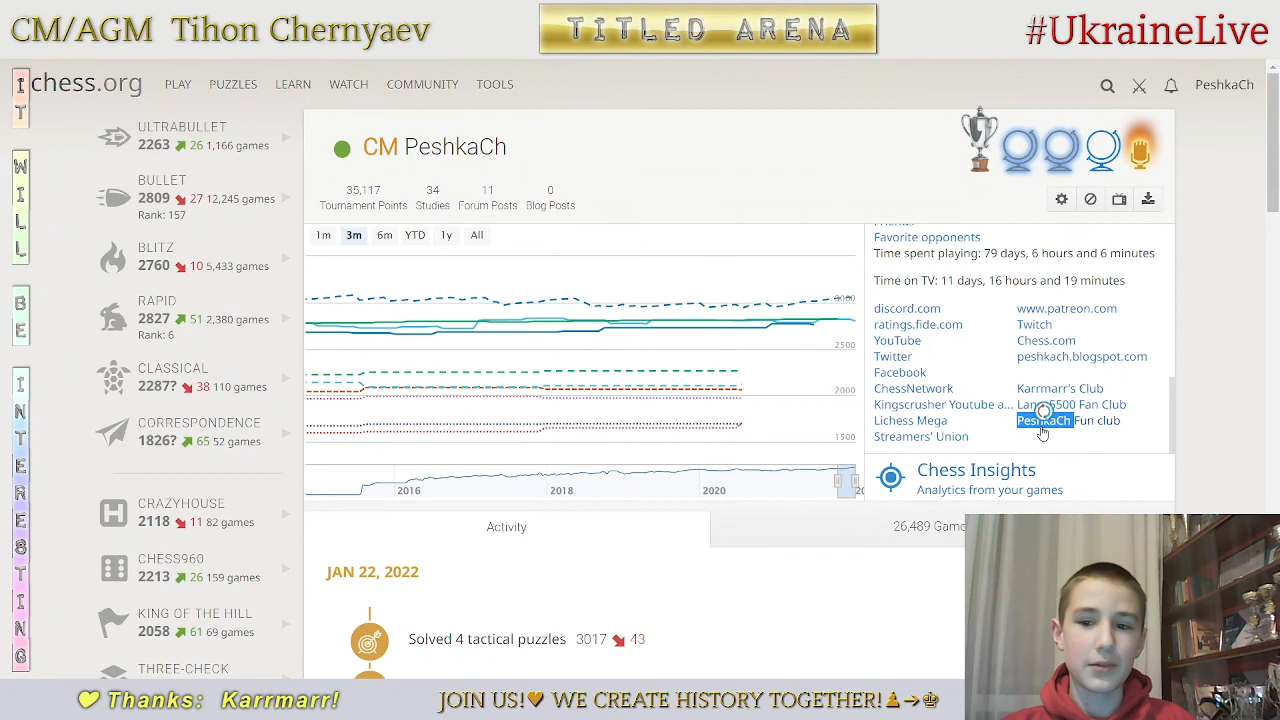 CM/AGM Tihon Chernyaev
TITLED ARENA
#UkraineLive
IT WILL BE INTERESTING
chess.org
PLAY PUZZLES LEARN WATCH COMMUNITY TOOLS
PeshkaCh
ULTRABULLET
2263 26 1,166 games
BULLET
2809 27 12,245 games
Rank: 157
BLITZ
2760 10 5,433 games
RAPID
2827 51 2,380 games
Rank: 6
CLASSICAL
2287? 38 110 games
CORRESPONDENCE
1826? 65 52 games
CRAZYHOUSE
2118 11 82 games
CHESS960
2213 26 159 games
KING OF THE HILL
2058 61 69 games
THREE-CHECK
CM PeshkaCh
35,117 34 11 0
Tournament Points Studies Forum Posts Blog Posts
1m 3m 6m YTD 1y All
3000
2500
2000
1500
2016 2018 2020
Favorite opponents
Time spent playing: 79 days, 6 hours and 6 minutes
Time on TV: 11 days, 16 hours and 19 minutes
discord.com www.patreon.com
ratings.fide.com Twitch
YouTube Chess.com
Twitter peshkach.blogspot.com
Facebook
ChessNetwork Karrmarr's Club
Kingscrusher Youtube a... 5500 Fan Club
Lichess Mega PeshkaCh Fun club
Streamers' Union
Chess Insights
Analytics from your games
Activity 26,489 Game
JAN 22, 2022
Solved 4 tactical puzzles 3017 43
Thanks: Karrmarr!
JOIN US! WE CREATE HISTORY TOGETHER!